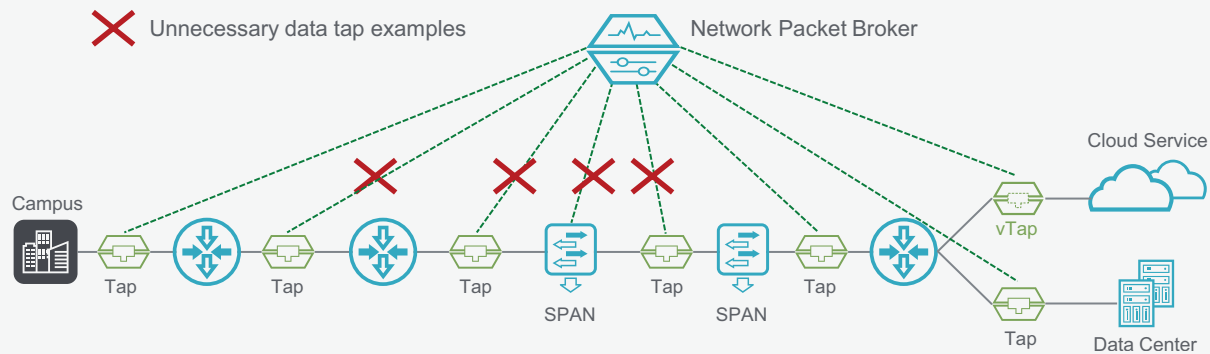 Unnecessary data tap examples
Network Packet Broker
Cloud Service
Campus
vTap
Tap
Tap
Tap
Tap
Tap
SPAN
SPAN
Tap
Data Center